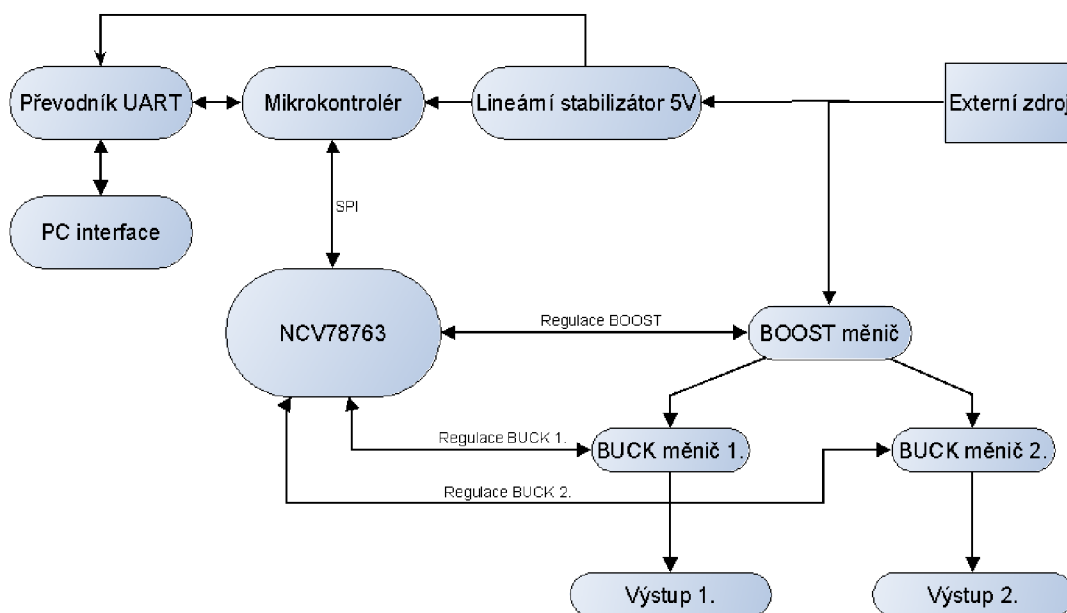 Převodník UART
Mikrokontrolér
Lineární stabilizátor 5V
Externí zdroj
PC interface
SPI
NCV78763
Regulace BOOST
BOOST měnič
Regulace BUCK 1.
BUCK měnič 1.
BUCK měnič 2.
Regulace BUCK 2.
Výstup 1.
Výstup 2.